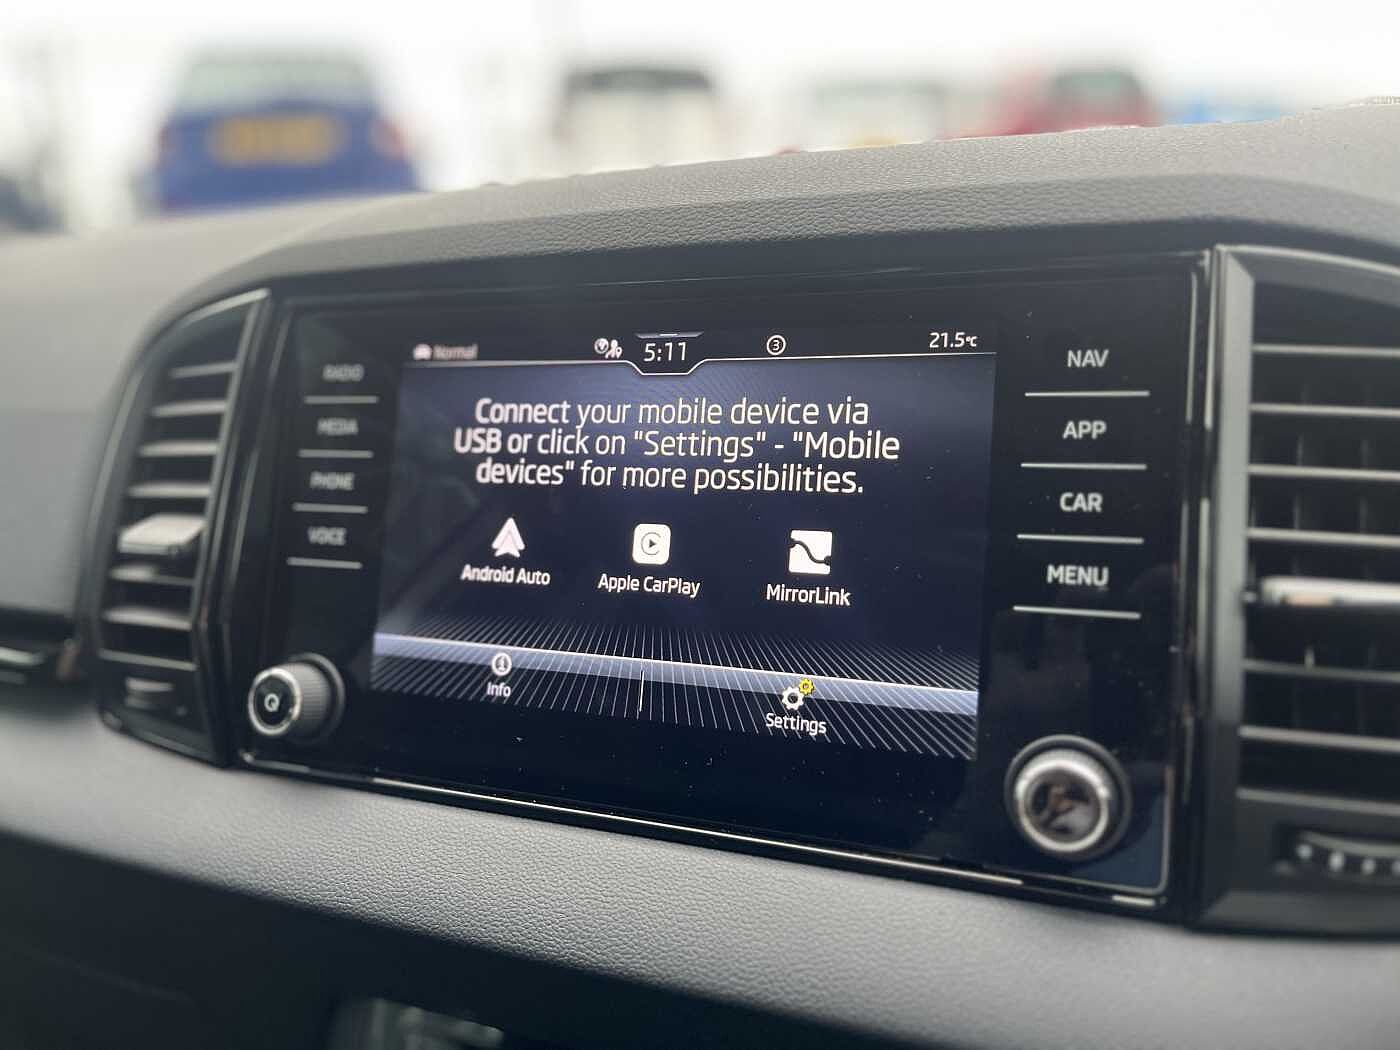 Normal
5:11
3
21.5°C
RADIO
MEDIA
PHONE
VOICE
Connect your mobile device via
USB or click on "Settings" - "Mobile
devices" for more possibilities.
Android Auto
Apple CarPlay
MirrorLink
Info
Settings
NAV
APP
CAR
MENU